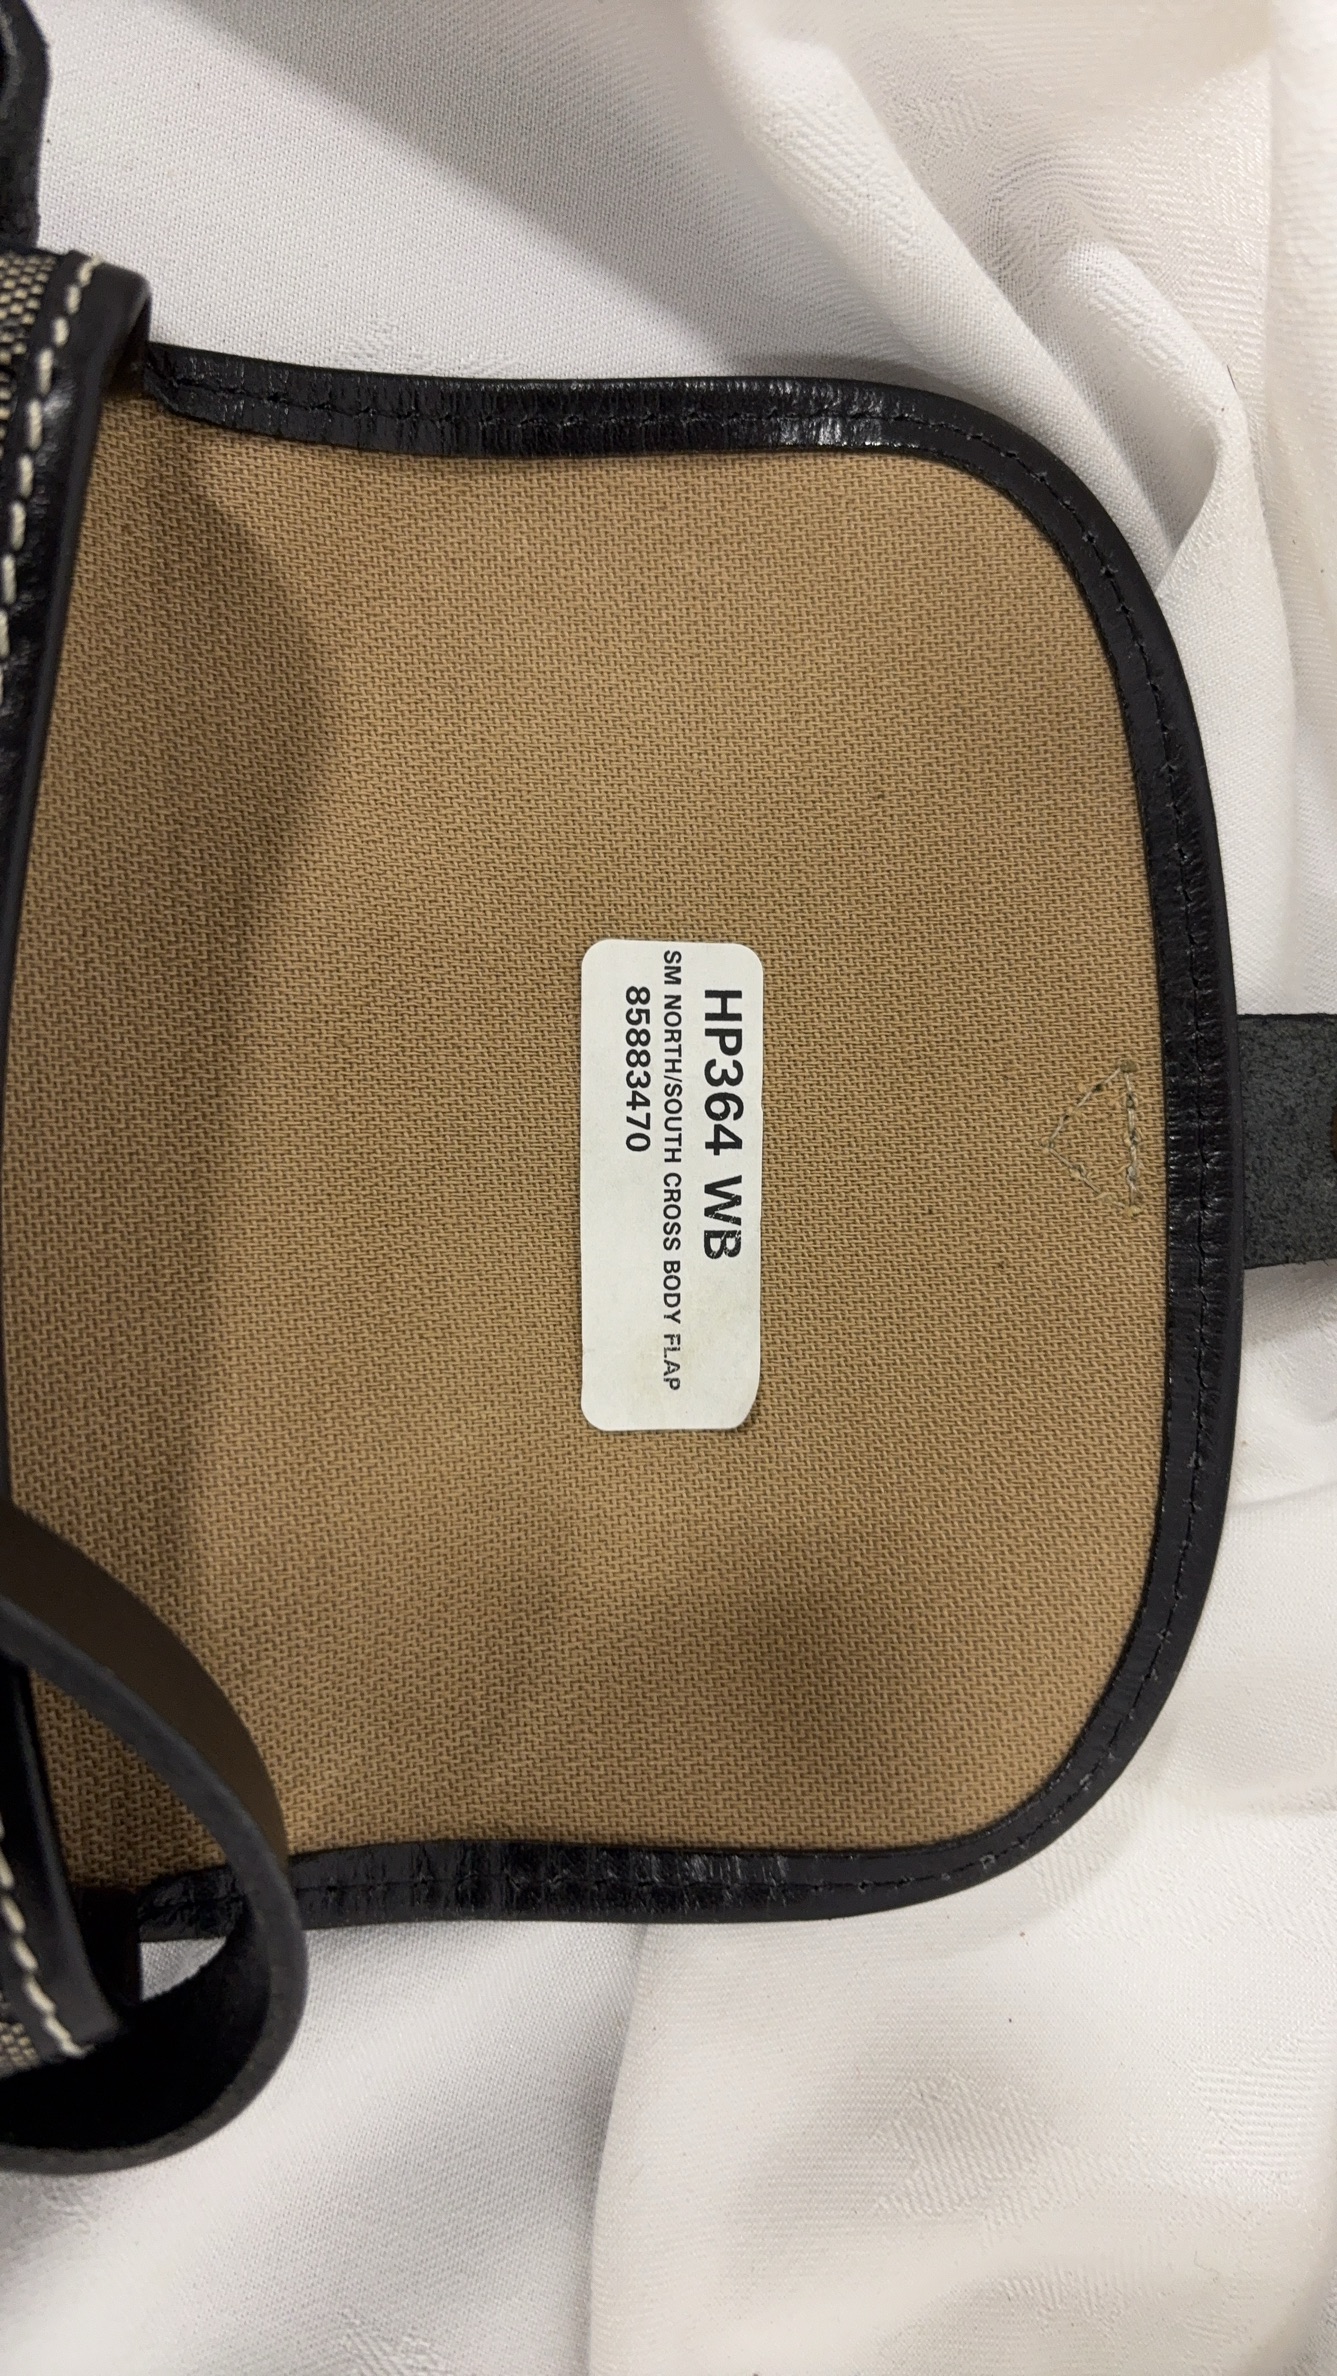 HP364 WB
SM NORTH/SOUTH CROSS BODY FLAP
85883470